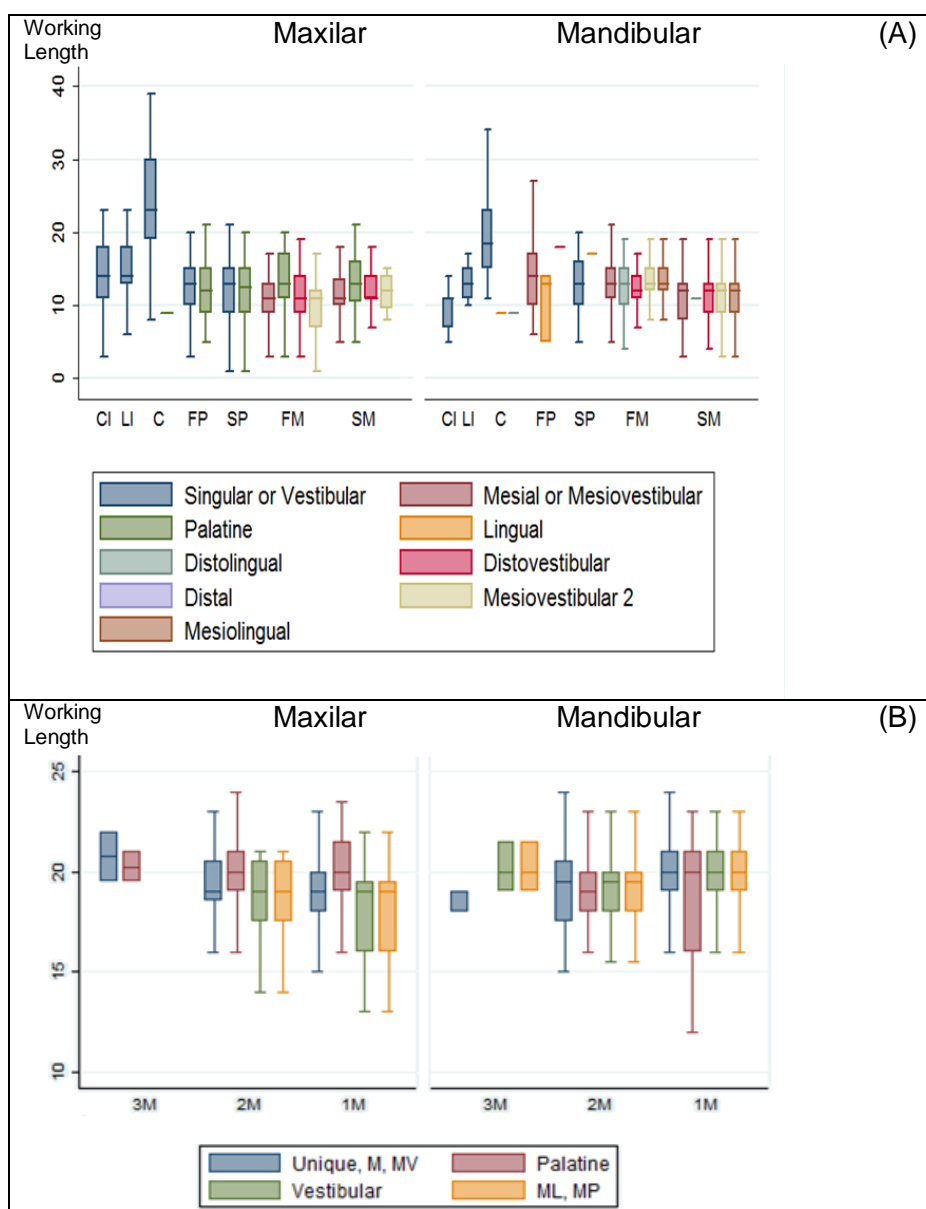 Working Length Maxilar Mandibular (A)
40
30
20
10
0
CI LI C FP SP FM SM CI LI C FP SP FM SM
Singular or Vestibular Mesial or Mesiovestibular
Palatine Lingual
Distolingual Distovestibular
Distal Mesiovestibular 2
Mesiolingual
Working Length Maxilar Mandibular (B)
25
20
15
10
3M 2M 1M 3M 2M 1M
Unique, M, MV Palatine
Vestibular ML, MP